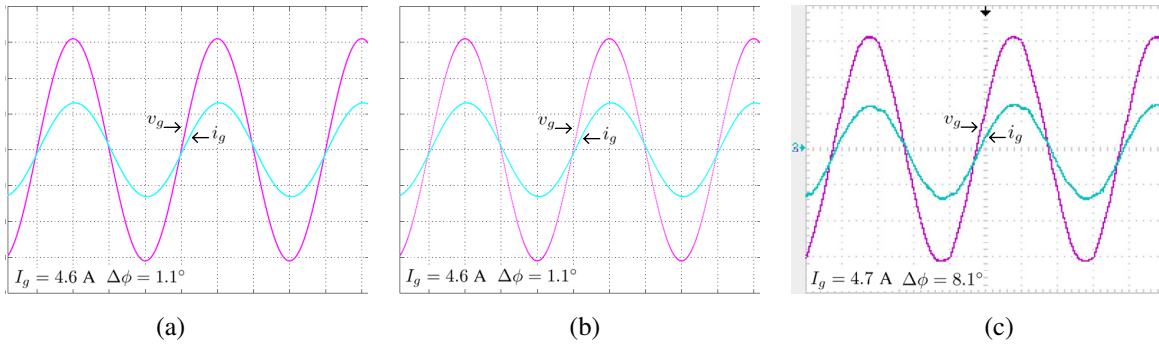 v_g → ← i_g
I_g = 4.6 A Δϕ = 1.1°
(a)
v_g → ← i_g
I_g = 4.6 A Δϕ = 1.1°
(b)
v_g → ← i_g
I_g = 4.7 A Δϕ = 8.1°
(c)